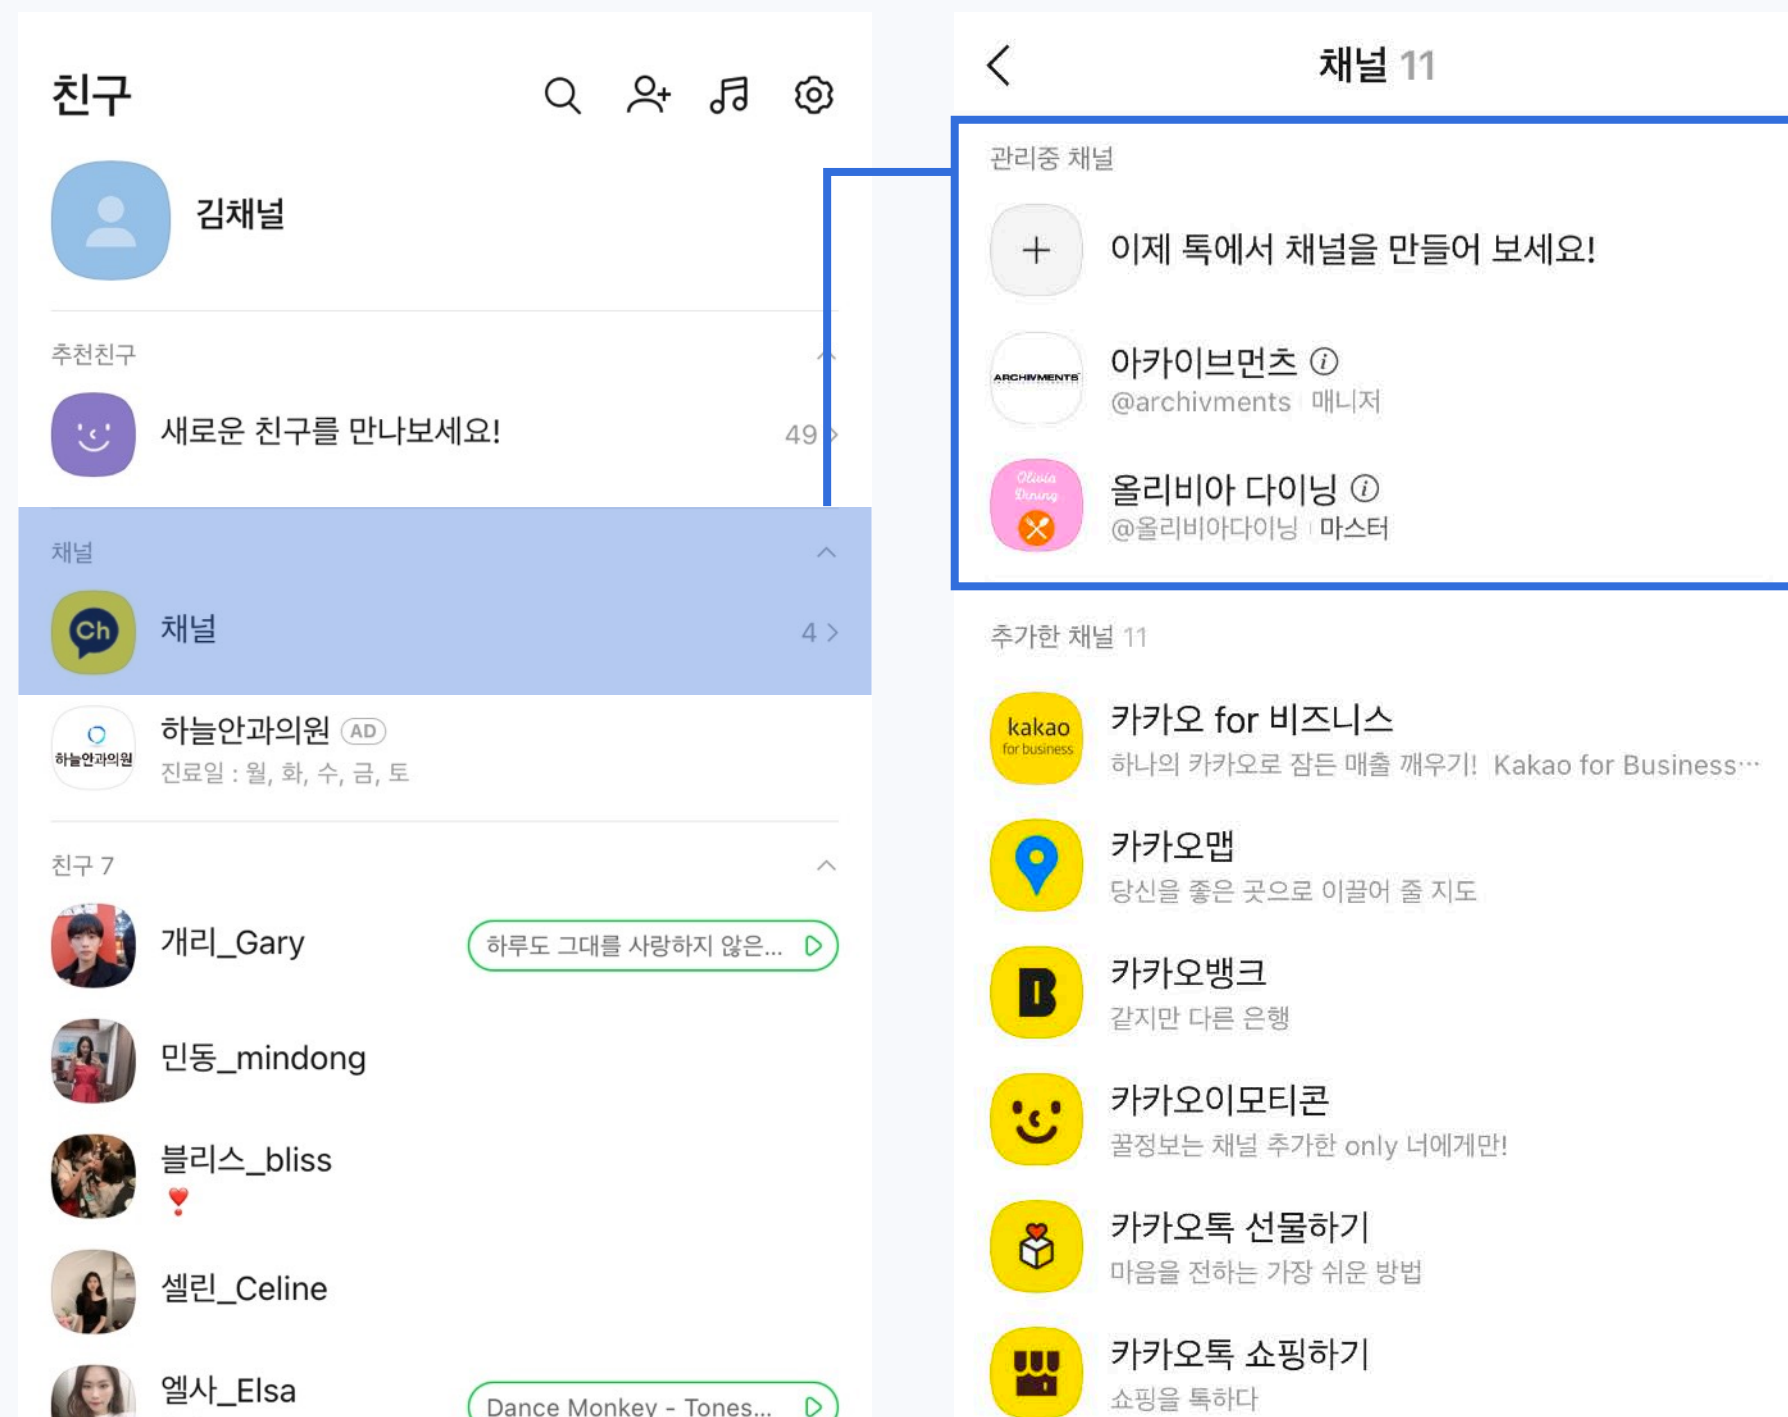 친구
김채널
추천친구
새로운 친구를 만나보세요!
49
채널
Ch
채널
4
하늘안과의원
하늘안과의원 AD
진료일 : 월, 화, 수, 금, 토
친구 7
개리_Gary
하루도 그대를 사랑하지 않은...
민동_mindong
블리스_bliss
셀린_Celine
엘사_Elsa
Dance Monkey - Tones...
채널 11
관리중 채널
이제 톡에서 채널을 만들어 보세요!
ARCHIVMENTS
아카이브먼츠
@archivments 매니저
Olivia
Dining
올리비아 다이닝
@올리비아다이닝 마스터
추가한 채널 11
kakao
for business
카카오 for 비즈니스
하나의 카카오로 잠든 매출 깨우기! Kakao for Business···
카카오맵
당신을 좋은 곳으로 이끌어 줄 지도
B
카카오뱅크
같지만 다른 은행
카카오이모티콘
꿀정보는 채널 추가한 only 너에게만!
카카오톡 선물하기
마음을 전하는 가장 쉬운 방법
카카오톡 쇼핑하기
쇼핑을 톡하다